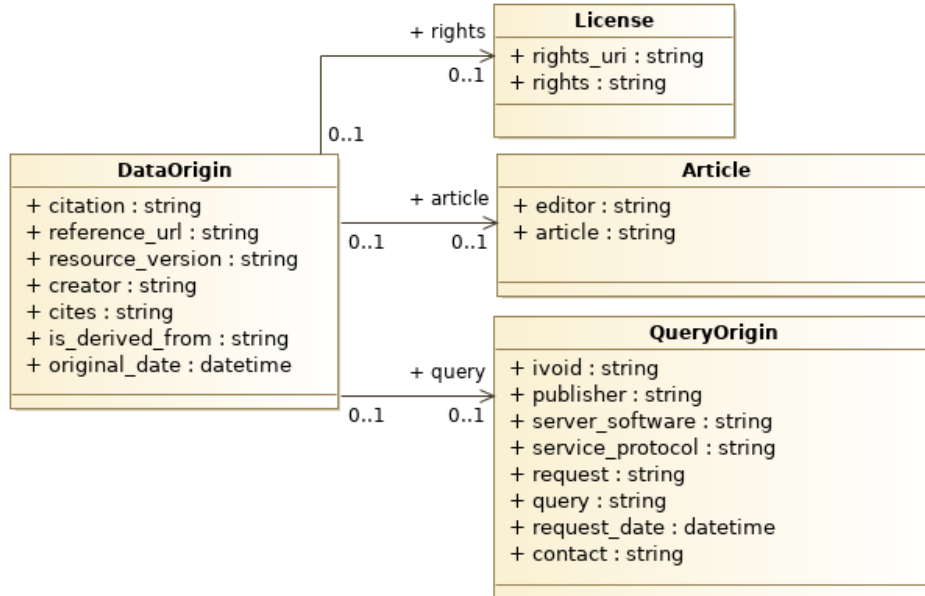 License
+ rights_uri : string
+ rights : string
+ rights
0..1
0..1
DataOrigin
+ citation : string
+ reference_url : string
+ resource_version : string
+ creator : string
+ cites : string
+ is_derived_from : string
+ original_date : datetime
+ article
0..1
0..1
Article
+ editor : string
+ article : string
+ query
0..1
0..1
QueryOrigin
+ ivoid : string
+ publisher : string
+ server_software : string
+ service_protocol : string
+ request : string
+ query : string
+ request_date : datetime
+ contact : string